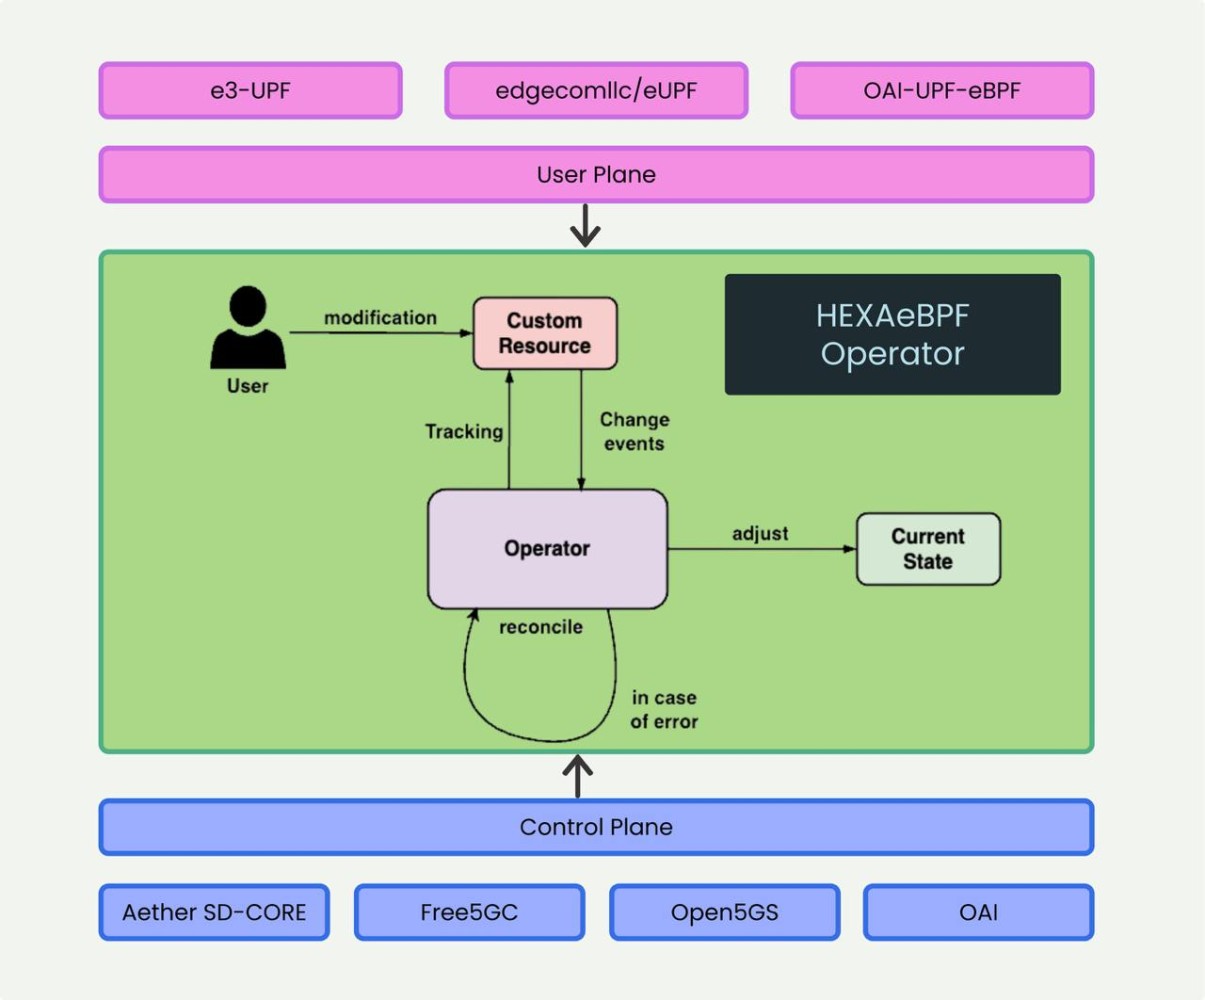 e3-UPF
edgecomllc/eUPF
OAI-UPF-eBPF
User Plane
HEXAeBPF
Operator
modification
Custom
Resource
User
Tracking
Change
events
Operator
adjust
Current
State
reconcile
in case
of error
Control Plane
Aether SD-CORE
Free5GC
Open5GS
OAI